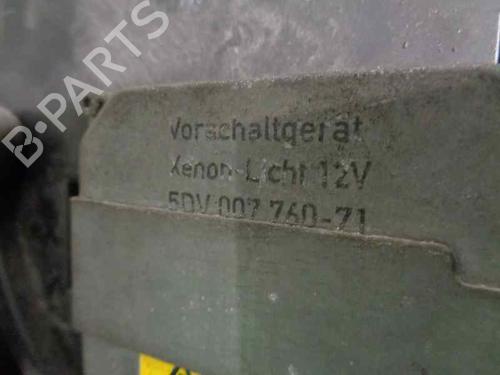 Vorschaltgerät
Xenon-Licht 12V
5DV 007 760-71
B-PARTS